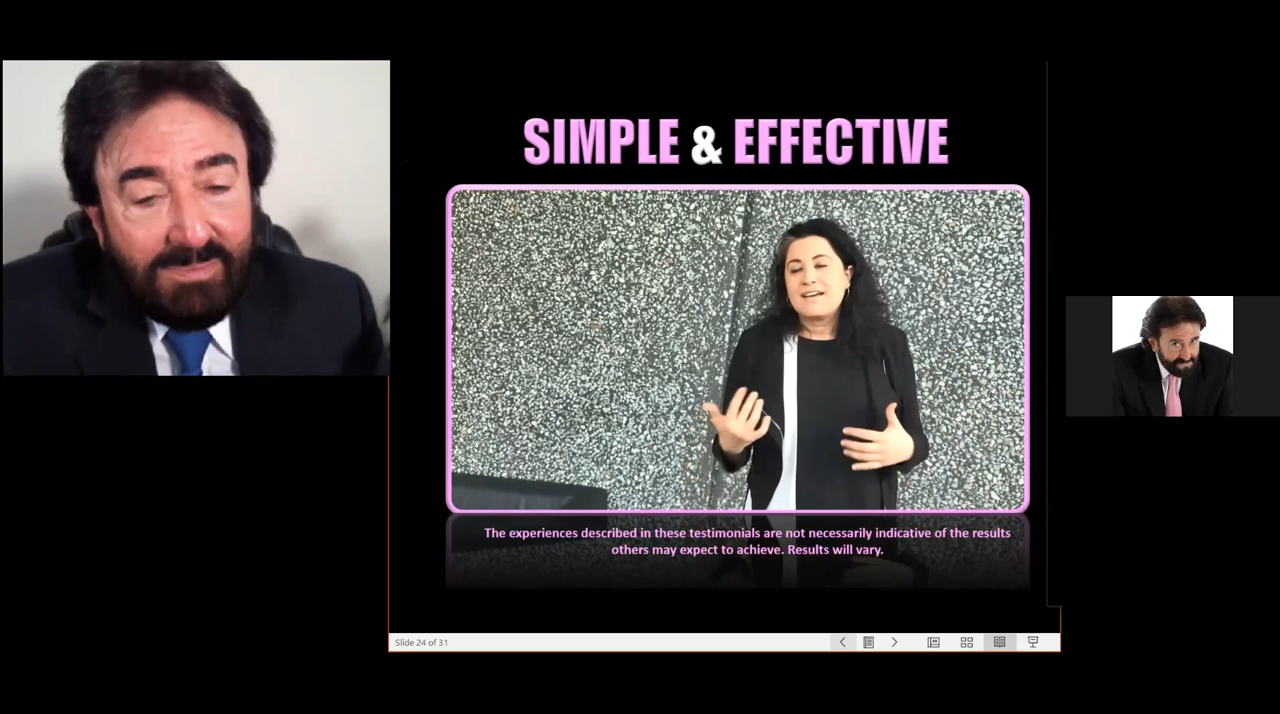 SIMPLE & EFFECTIVE
The experiences described in these testimonials are not necessarily indicative of the results
others may expect to achieve. Results will vary.
Slide 24 of 31